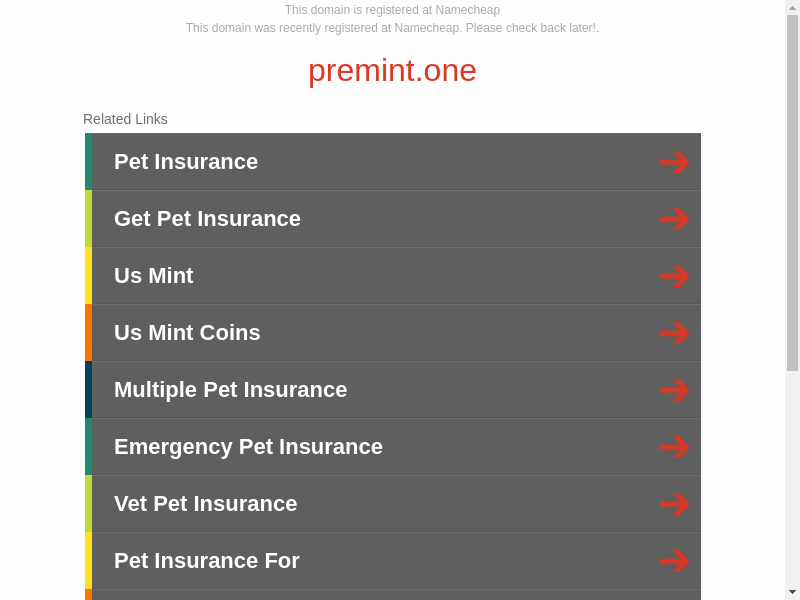 This domain is registered at Namecheap
This domain was recently registered at Namecheap. Please check back later!.
premint.one
Related Links
Pet Insurance
Get Pet Insurance
Us Mint
Us Mint Coins
Multiple Pet Insurance
Emergency Pet Insurance
Vet Pet Insurance
Pet Insurance For